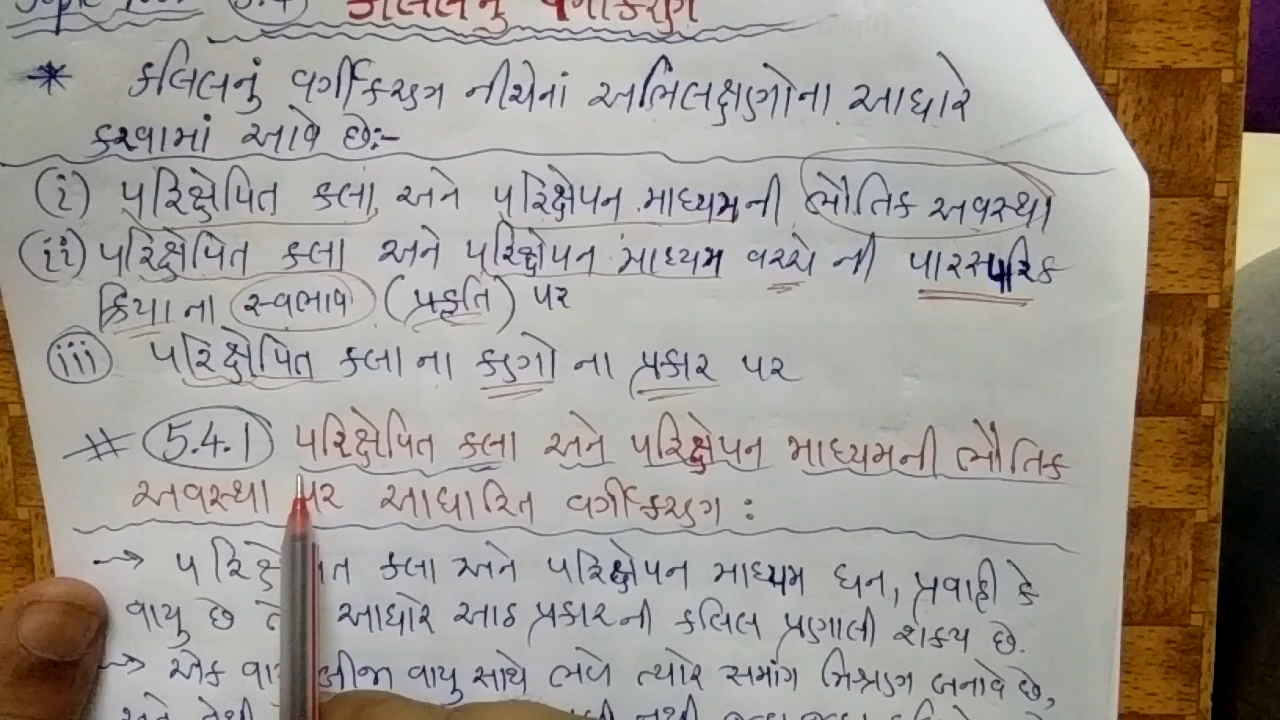 5.4 કલિલનું વર્ગીકરણ
* કલિલનું વર્ગીકરણ નીચેનાં અભિલક્ષણોના આધારે
કરવામાં આવે છે:-
(i) પરિક્ષેપિત કલા અને પરિક્ષેપન માધ્યમની ભૌતિક અવસ્થા
(ii) પરિક્ષેપિત કલા અને પરિક્ષેપન માધ્યમ વચ્ચે ની પારસ્પરિક
ક્રિયા ના સ્વભાવ (પ્રકૃતિ) પર
(iii) પરિક્ષેપિત કલા ના કણો ના પ્રકાર પર
# 5.4.1 પરિક્ષેપિત કલા અને પરિક્ષેપન માધ્યમની ભૌતિક
અવસ્થા પર આધારિત વર્ગીકરણ :
→ કલા અને પરિક્ષેપન માધ્યમ ઘન, પ્રવાહી કે
વાયુ છે આધારે આઠ પ્રકારની કલિલ પ્રણાલી શક્ય છે.
→ એક બીજા વાયુ સાથે ભળે ત્યારે સમાંગ મિશ્રણ બનાવે છે,